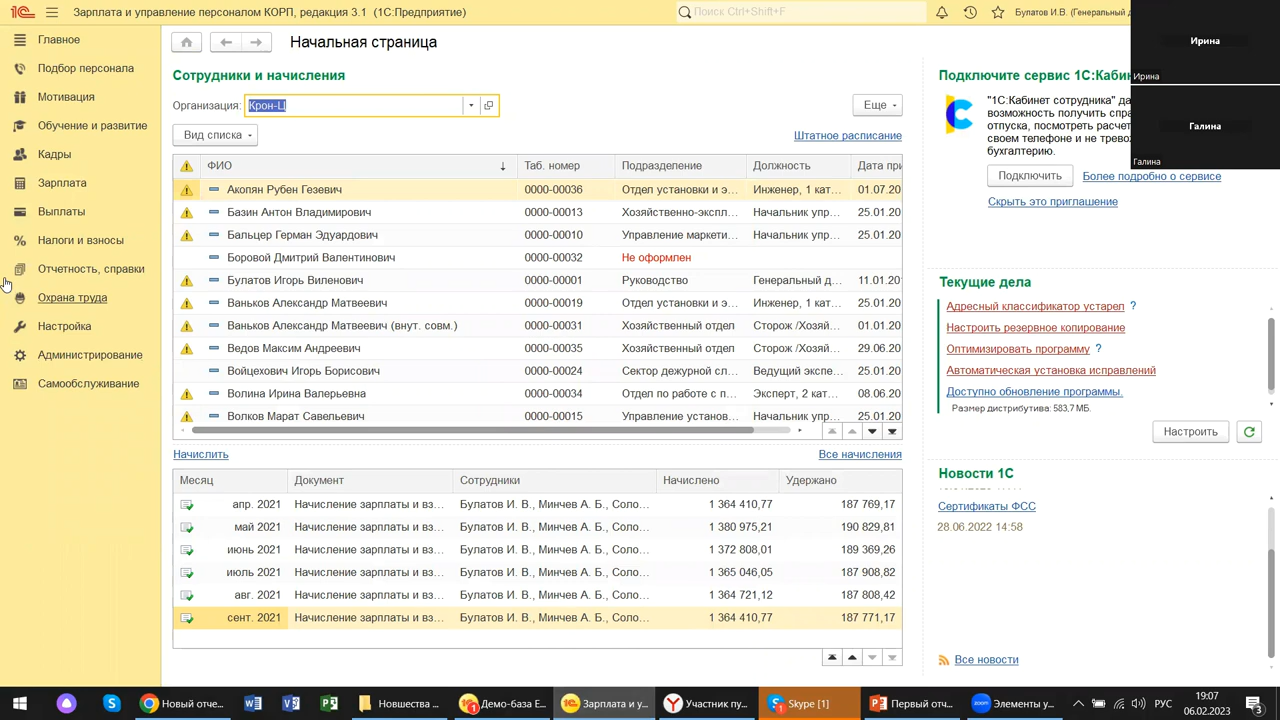 Зарплата и управление персоналом КОРП, редакция 3.1 (1С:Предприятие)
Поиск Ctrl+Shift+F
Булатов И.В. (Генеральный д
Главное
Подбор персонала
Мотивация
Обучение и развитие
Кадры
Зарплата
Выплаты
Налоги и взносы
Отчетность, справки
Охрана труда
Настройка
Администрирование
Самообслуживание
Начальная страница
Сотрудники и начисления
Организация: Крон-Ц
Еще
Вид списка
Штатное расписание
ФИО Таб. номер Подразделение Должность Дата при
Акопян Рубен Гезевич 0000-00036 Отдел установки и э... Инженер, 1 кат... 01.07.20
Базин Антон Владимирович 0000-00013 Хозяйственно-экспл... Начальник упр... 25.01.20
Бальцер Герман Эдуардович 0000-00010 Управление маркети... Начальник упр... 25.01.20
Боровой Дмитрий Валентинович 0000-00032 Не оформлен
Булатов Игорь Виленович 0000-00001 Руководство Генеральный д... 11.01.20
Ваньков Александр Матвеевич 0000-00019 Отдел установки и э... Инженер, 1 кат... 25.01.20
Ваньков Александр Матвеевич (внут. совм.) 0000-00031 Хозяйственный отдел Сторож /Хозяй... 01.01.20
Ведов Максим Андреевич 0000-00035 Хозяйственный отдел Сторож /Хозяй... 29.06.20
Войцехович Игорь Борисович 0000-00024 Сектор дежурной сл... Ведущий экспе... 25.01.20
Волина Ирина Валерьевна 0000-00034 Отдел по работе с п... Эксперт, 2 кат... 08.06.20
Волков Марат Савельевич 0000-00015 Управление установ... Начальник упр... 25.01.20
Начислить
Все начисления
Месяц Документ Сотрудники Начислено Удержано
апр. 2021 Начисление зарплаты и вз... Булатов И. В., Минчев А. Б., Соло... 1 364 410,77 187 769,17
май 2021 Начисление зарплаты и вз... Булатов И. В., Минчев А. Б., Соло... 1 380 975,21 190 829,81
июнь 2021 Начисление зарплаты и вз... Булатов И. В., Минчев А. Б., Соло... 1 372 808,01 189 369,26
июль 2021 Начисление зарплаты и вз... Булатов И. В., Минчев А. Б., Соло... 1 365 046,05 187 908,82
авг. 2021 Начисление зарплаты и вз... Булатов И. В., Минчев А. Б., Соло... 1 364 721,12 187 808,42
сент. 2021 Начисление зарплаты и вз... Булатов И. В., Минчев А. Б., Соло... 1 364 410,77 187 771,17
Подключите сервис 1С:Каби
"1С:Кабинет сотрудника" да
возможность получить спра
отпуска, посмотреть расчет
своем телефоне и не тревож
бухгалтерию.
Подключить
Более подробно о сервисе
Скрыть это приглашение
Текущие дела
Адресный классификатор устарел ?
Настроить резервное копирование
Оптимизировать программу ?
Автоматическая установка исправлений
Доступно обновление программы.
Размер дистрибутива: 583,7 МБ.
Настроить
Новости 1С
Сертификаты ФСС
28.06.2022 14:58
Все новости
Ирина
Ирина
Галина
Галина
Новый отче...
Новшества ...
Демо-база Е...
Зарплата и у...
Участник пу...
Skype [1]
Первый отч...
Элементы у...
РУС
19:07
06.02.2023
3